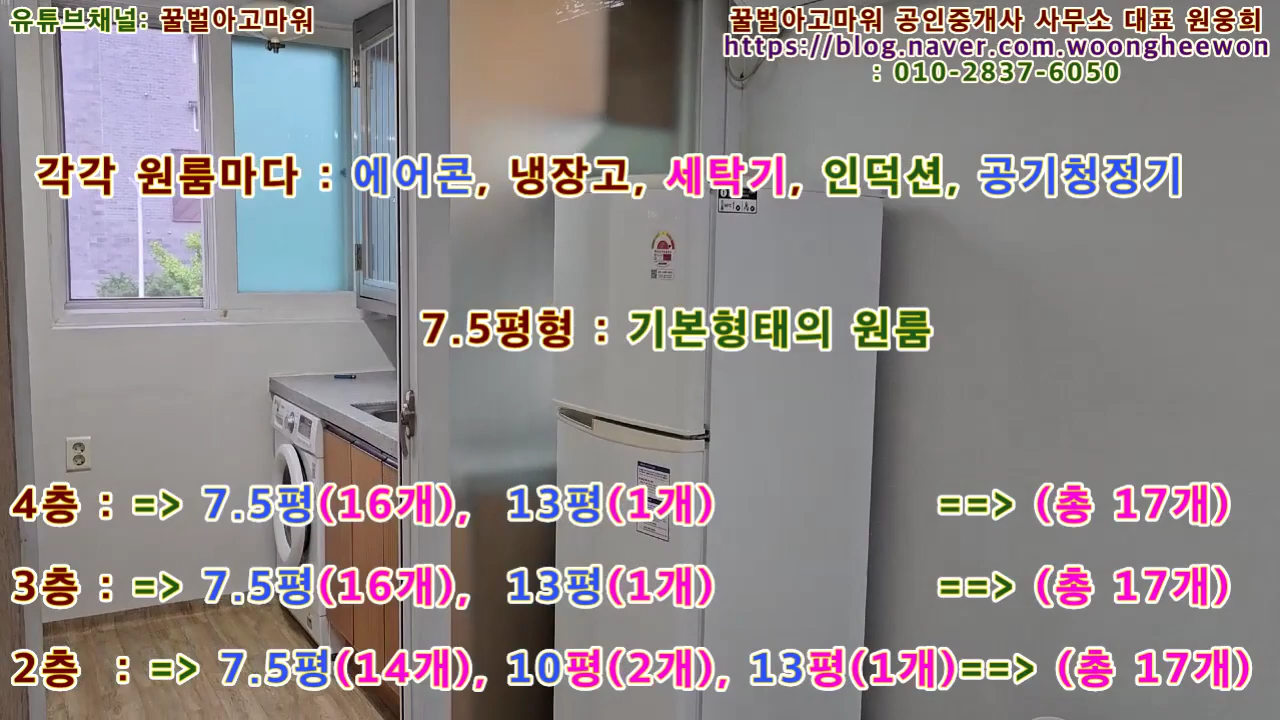 유튜브채널: 꿀벌아고마워
꿀벌아고마워 공인중개사 사무소 대표 원웅희
https://blog.naver.com.woongheewon
: 010-2837-6050
각각 원룸마다 : 에어콘, 냉장고, 세탁기, 인덕션, 공기청정기
7.5평형 : 기본형태의 원룸
4층 : => 7.5평(16개), 13평(1개) ==> (총 17개)
3층 : => 7.5평(16개), 13평(1개) ==> (총 17개)
2층 : => 7.5평(14개), 10평(2개), 13평(1개)==> (총 17개)